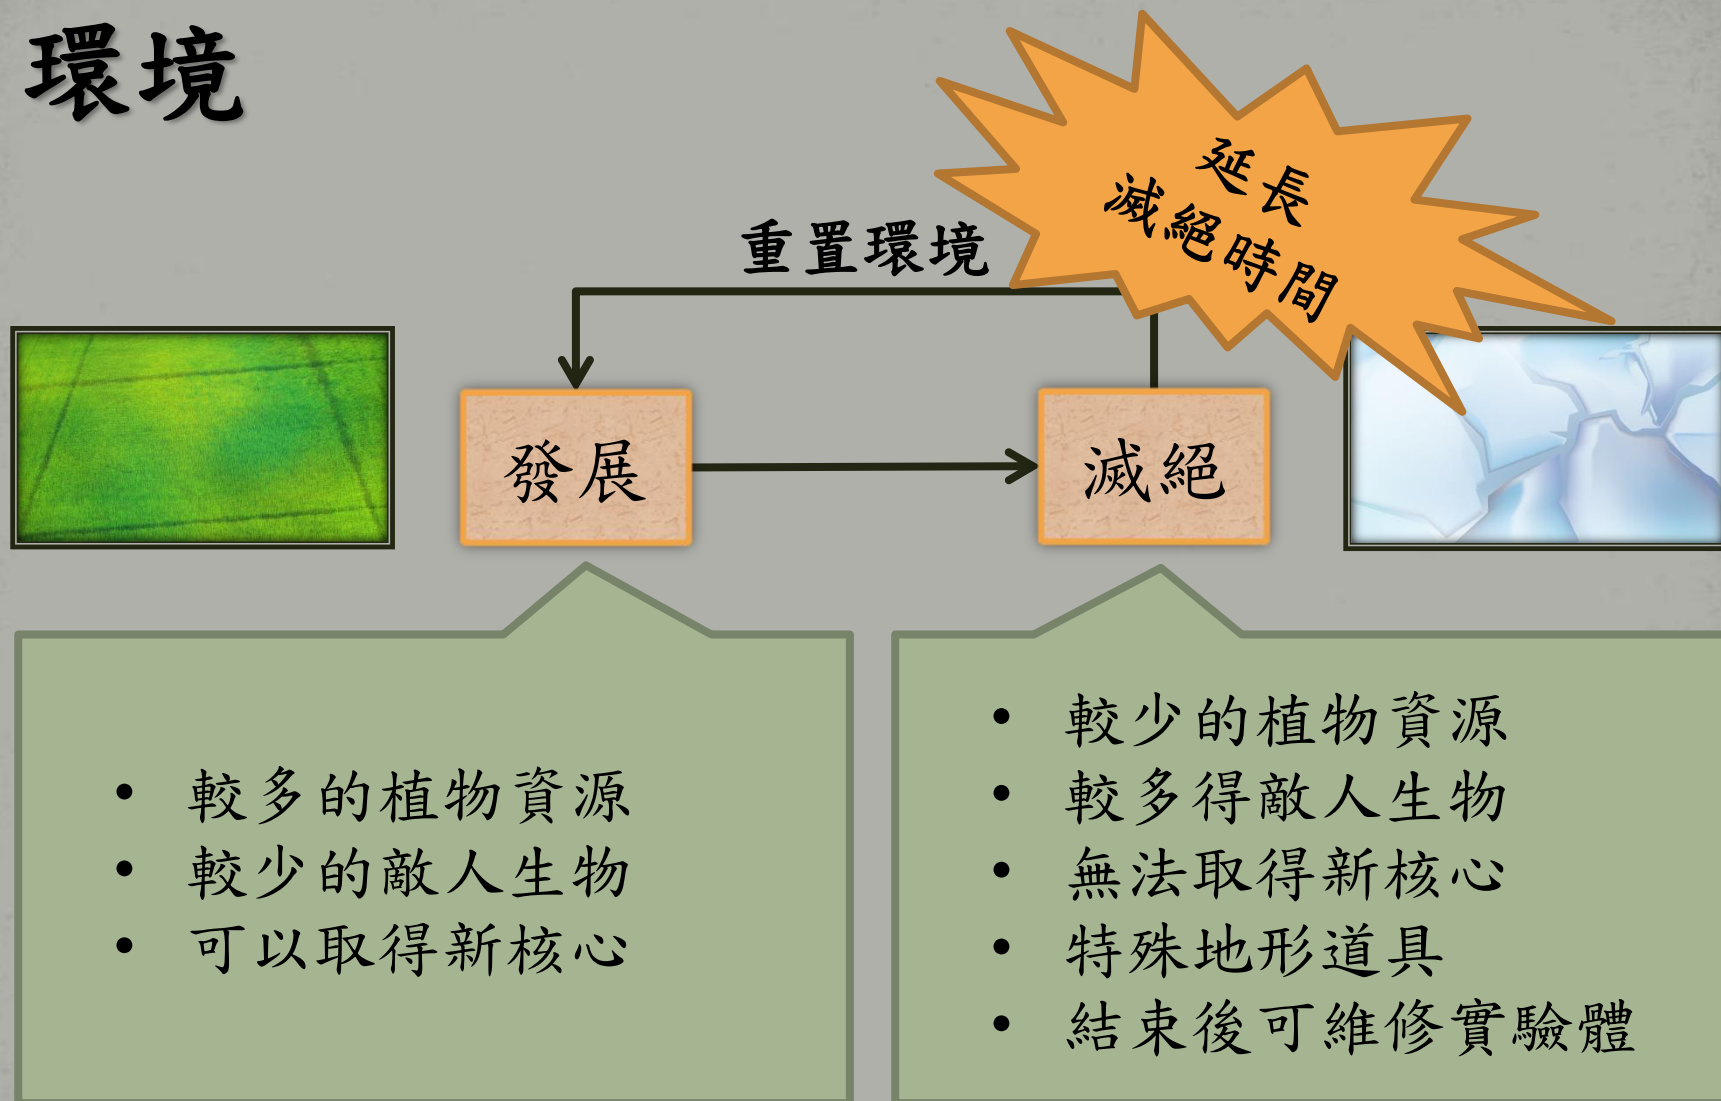 環境
延長
滅絕時間
重置環境
發展
滅絕
• 較多的植物資源
• 較少的敵人生物
• 可以取得新核心
• 較少的植物資源
• 較多得敵人生物
• 無法取得新核心
• 特殊地形道具
• 結束後可維修實驗體